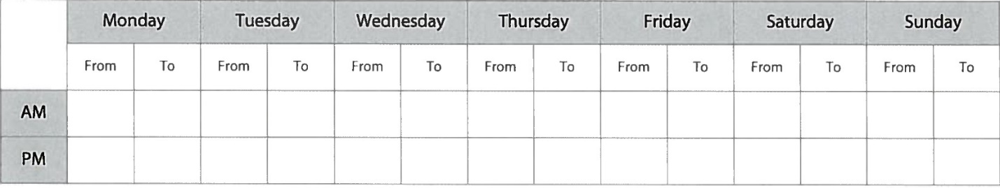 Monday Tuesday Wednesday Thursday Friday Saturday Sunday
From To From To From To From To From To From To From To
AM
PM